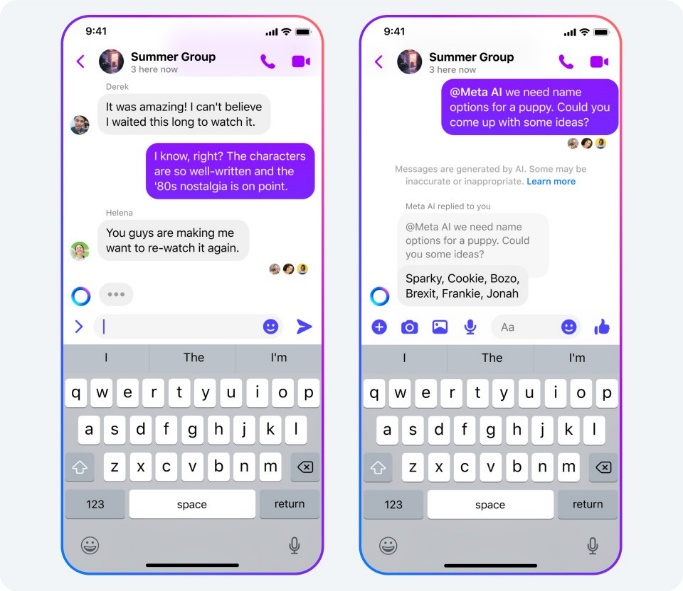 9:41
Summer Group
3 here now
Derek
It was amazing! I can't believe
I waited this long to watch it.
I know, right? The characters
are so well-written and the
'80s nostalgia is on point.
Helena
You guys are making me
want to re-watch it again.
I
The
I'm
q w e r t y u i o p
a s d f g h j k l
z x c v b n m
123
space
return
9:41
Summer Group
3 here now
@Meta AI we need name
options for a puppy. Could you
come up with some ideas?
Messages are generated by AI. Some may be
inaccurate or inappropriate. Learn more
Meta AI replied to you
@Meta AI we need name
options for a puppy. Could
you some ideas?
Sparky, Cookie, Bozo,
Brexit, Frankie, Jonah
Aa
I
The
I'm
q w e r t y u i o p
a s d f g h j k l
z x c v b n m
123
space
return